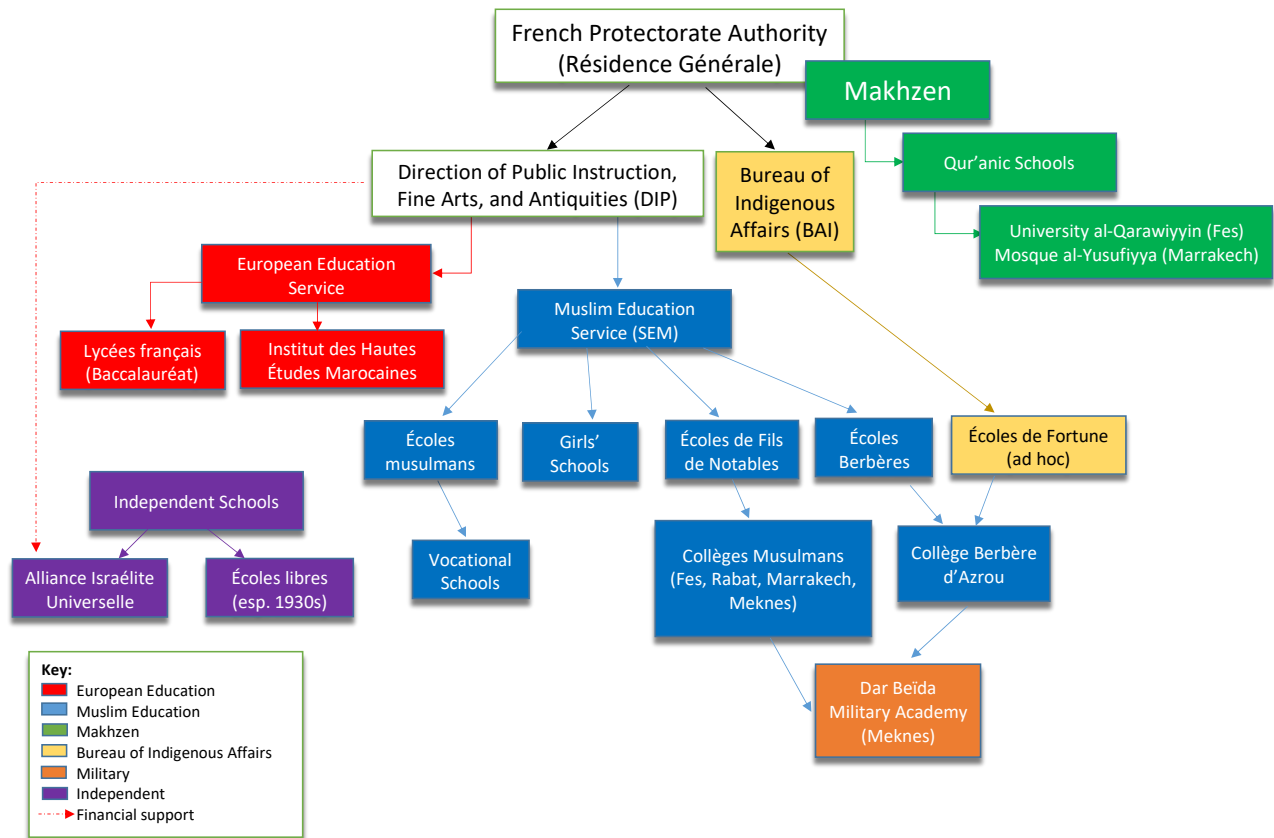 French Protectorate Authority
(Résidence Générale)
Makhzen
Qur’anic Schools
University al-Qarawiyyin (Fes)
Mosque al-Yusufiyya (Marrakech)
Direction of Public Instruction,
Fine Arts, and Antiquities (DIP)
Bureau of
Indigenous
Affairs (BAI)
European Education
Service
Muslim Education
Service (SEM)
Lycées français
(Baccalauréat)
Institut des Hautes
Études Marocaines
Écoles
musulmans
Girls’
Schools
Écoles de Fils
de Notables
Écoles
Berbères
Écoles de Fortune
(ad hoc)
Independent Schools
Vocational
Schools
Collèges Musulmans
(Fes, Rabat, Marrakech,
Meknes)
Collège Berbère
d’Azrou
Alliance Israélite
Universelle
Écoles libres
(esp. 1930s)
Dar Beïda
Military Academy
(Meknes)
Key:
European Education
Muslim Education
Makhzen
Bureau of Indigenous Affairs
Military
Independent
Financial support